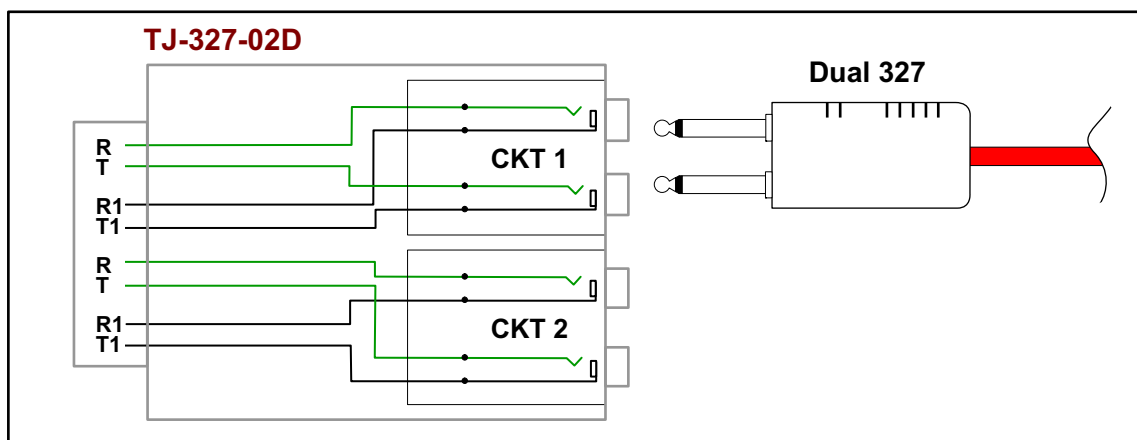 TJ-327-02D
Dual 327
R
T
R1
T1
CKT 1
R
T
R1
T1
CKT 2